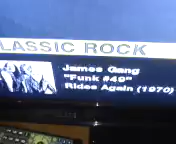 LASSIC ROCK
James Gang
"Funk #49"
Rides Again (1970)